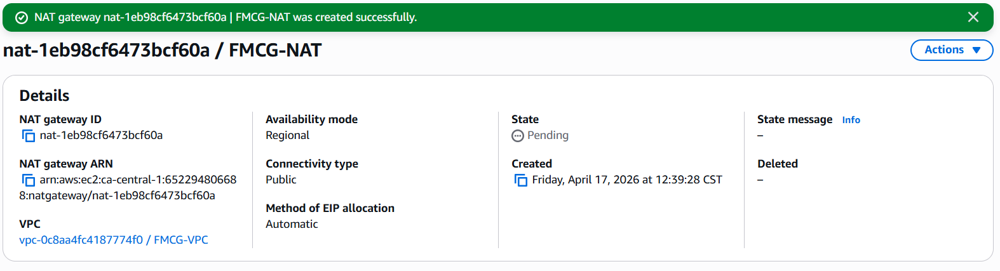 NAT gateway nat-1eb98cf6473bcf60a | FMCG-NAT was created successfully.
nat-1eb98cf6473bcf60a / FMCG-NAT
Actions
Details
NAT gateway ID
nat-1eb98cf6473bcf60a
NAT gateway ARN
arn:aws:ec2:ca-central-1:65229480668
8:natgateway/nat-1eb98cf6473bcf60a
VPC
vpc-0c8aa4fc4187774f0 / FMCG-VPC
Availability mode
Regional
Connectivity type
Public
Method of EIP allocation
Automatic
State
Pending
Created
Friday, April 17, 2026 at 12:39:28 CST
State message Info
–
Deleted
–